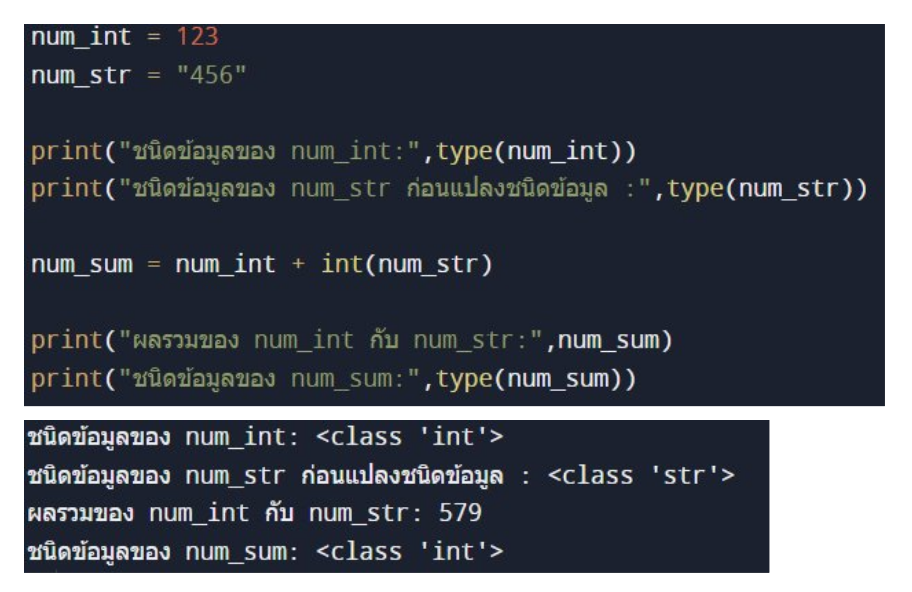 num_int = 123
num_str = "456"
print("ชนิดข้อมูลของ num_int:",type(num_int))
print("ชนิดข้อมูลของ num_str ก่อนแปลงชนิดข้อมูล :",type(num_str))
num_sum = num_int + int(num_str)
print("ผลรวมของ num_int กับ num_str:",num_sum)
print("ชนิดข้อมูลของ num_sum:",type(num_sum))
ชนิดข้อมูลของ num_int: <class 'int'>
ชนิดข้อมูลของ num_str ก่อนแปลงชนิดข้อมูล : <class 'str'>
ผลรวมของ num_int กับ num_str: 579
ชนิดข้อมูลของ num_sum: <class 'int'>